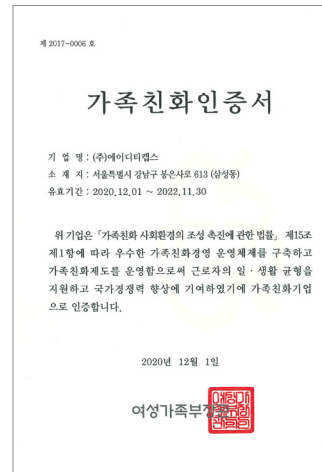 제 2017-0006 호
가족친화인증서
기 업 명 : (주)에이디티캡스
소 재 지 : 서울특별시 강남구 봉은사로 613 (삼성동)
유효기간 : 2020.12.01 ~ 2022.11.30
위 기업은 「가족친화 사회환경의 조성 촉진에 관한 법률」 제15조
제1항에 따라 우수한 가족친화경영 운영체제를 구축하고
가족친화제도를 운영함으로써 근로자의 일 · 생활 균형을
지원하고 국가경쟁력 향상에 기여하였기에 가족친화기업
으로 인증합니다.
2020년 12월 1일
여성가족부장관